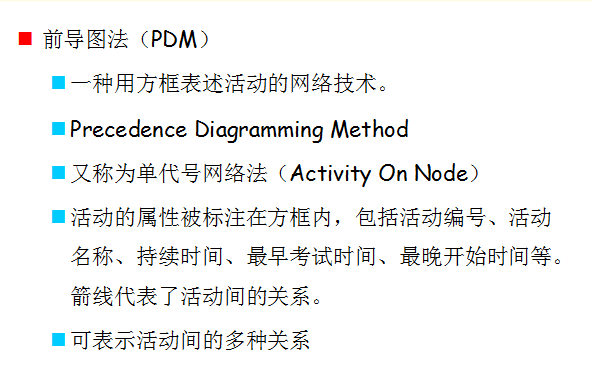 前导图法（PDM）
一种用方框表述活动的网络技术。
Precedence Diagramming Method
又称为单代号网络法（Activity On Node）
活动的属性被标注在方框内，包括活动编号、活动
名称、持续时间、最早考试时间、最晚开始时间等。
箭线代表了活动间的关系。
可表示活动间的多种关系